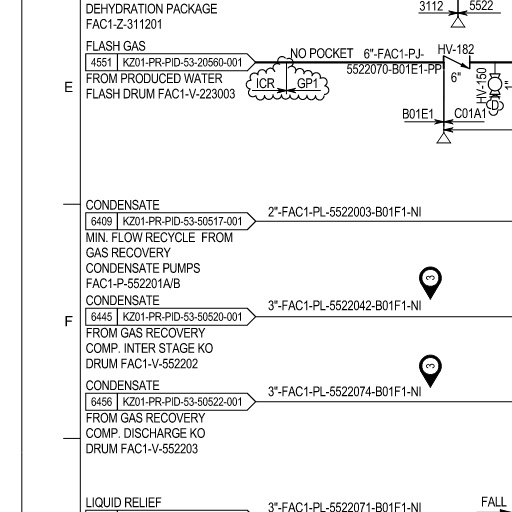 DEHYDRATION PACKAGE
FAC1-Z-311201
3112 5522
FLASH GAS
4551 KZ01-PR-PID-53-20560-001
FROM PRODUCED WATER
FLASH DRUM FAC1-V-223003
NO POCKET 6"-FAC1-PJ-
5522070-B01E1-PP
ICR GP1
HV-182
6"
HV-150
D
1"
B01E1 C01A1
E
CONDENSATE
6409 KZ01-PR-PID-53-50517-001
2"-FAC1-PL-5522003-B01F1-NI
MIN. FLOW RECYCLE FROM
GAS RECOVERY
CONDENSATE PUMPS
FAC1-P-552201A/B
3
CONDENSATE
6445 KZ01-PR-PID-53-50520-001
3"-FAC1-PL-5522042-B01F1-NI
F
FROM GAS RECOVERY
COMP. INTER STAGE KO
DRUM FAC1-V-552202
3
CONDENSATE
6456 KZ01-PR-PID-53-50522-001
3"-FAC1-PL-5522074-B01F1-NI
FROM GAS RECOVERY
COMP. DISCHARGE KO
DRUM FAC1-V-552203
LIQUID RELIEF
3"-FAC1-PL-5522071-B01F1-NI
FALL